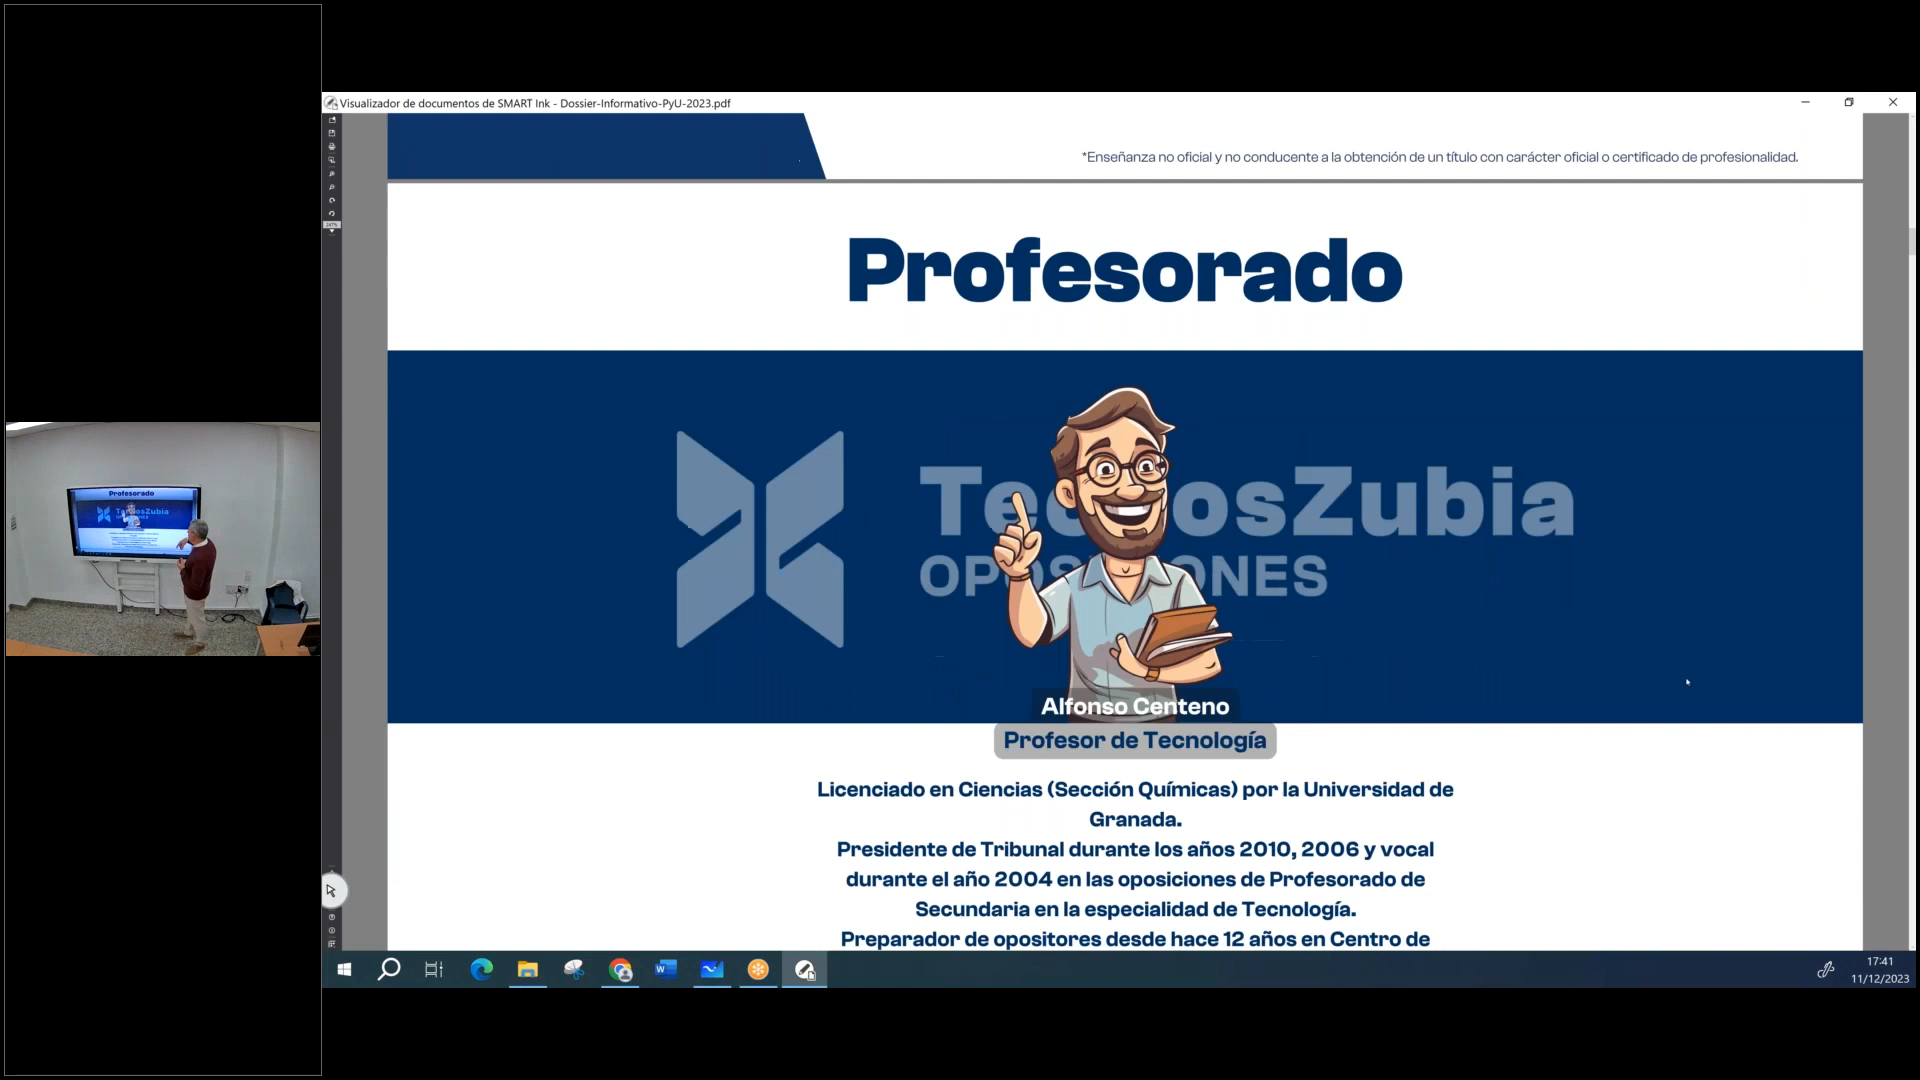 Visualizador de documentos de SMART Ink - Dossier-Informativo-PyU-2023.pdf
*Enseñanza no oficial y no conducente a la obtención de un título con carácter oficial o certificado de profesionalidad.
Profesorado
OPOS
ONES
osZubia
Alfonso Centeno
Profesor de Tecnología
Licenciado en Ciencias (Sección Químicas) por la Universidad de
Granada.
Presidente de Tribunal durante los años 2010, 2006 y vocal
durante el año 2004 en las oposiciones de Profesorado de
Secundaria en la especialidad de Tecnología.
Preparador de opositores desde hace 12 años en Centro de
17:41
11/12/2023
Profesorado